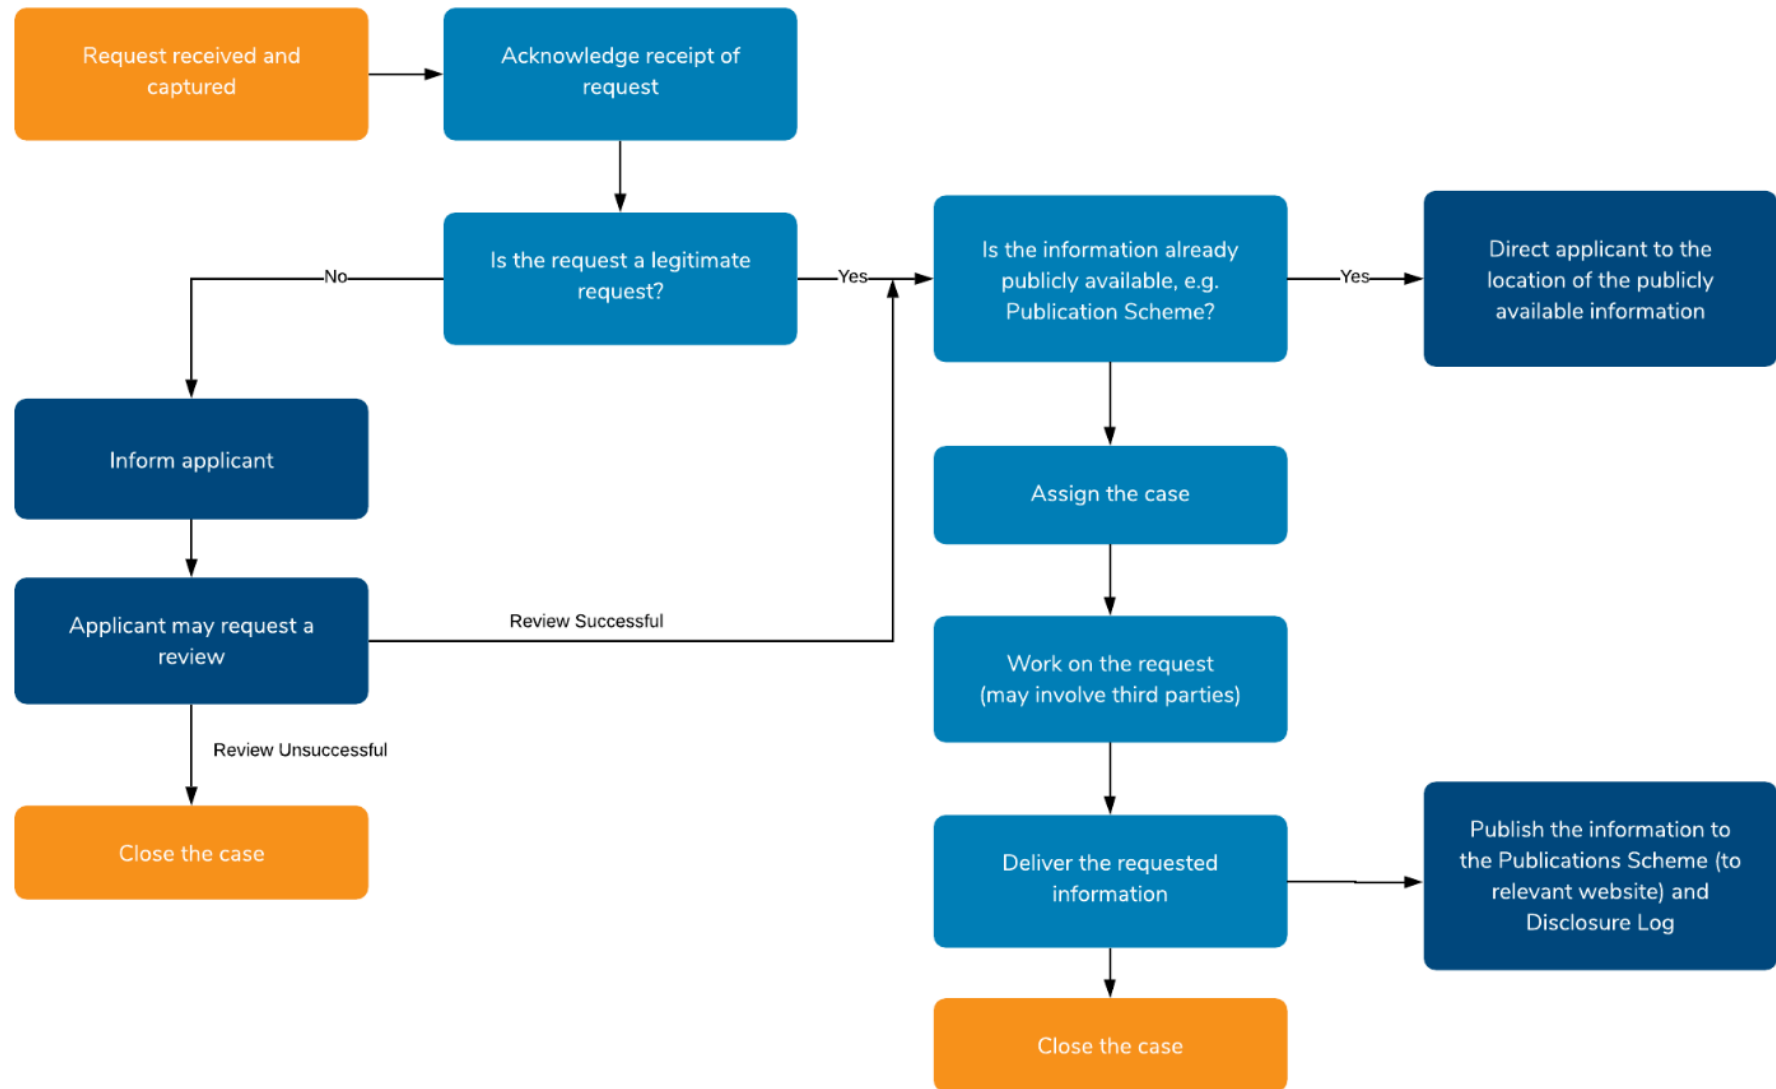 Request received and
captured
Acknowledge receipt of
request
Is the request a legitimate
request?
No
Yes
Is the information already
publicly available, e.g.
Publication Scheme?
Yes
Direct applicant to the
location of the publicly
available information
Inform applicant
Assign the case
Applicant may request a
review
Review Successful
Work on the request
(may involve third parties)
Review Unsuccessful
Close the case
Deliver the requested
information
Publish the information to
the Publications Scheme (to
relevant website) and
Disclosure Log
Close the case